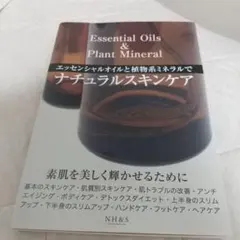 Essential Oils
&
Plant Mineral
エッセンシャルオイルと植物系ミネラルで
ナチュラルスキンケア
素肌を美しく輝かせるために
基本のスキンケア・肌質別スキンケア・肌トラブルの改善・アンチ
エイジング・ボディケア・デトックスダイエット・上半身のスリム
アップ・下半身のスリムアップ・ハンドケア・フットケア・ヘアケア
NH&S